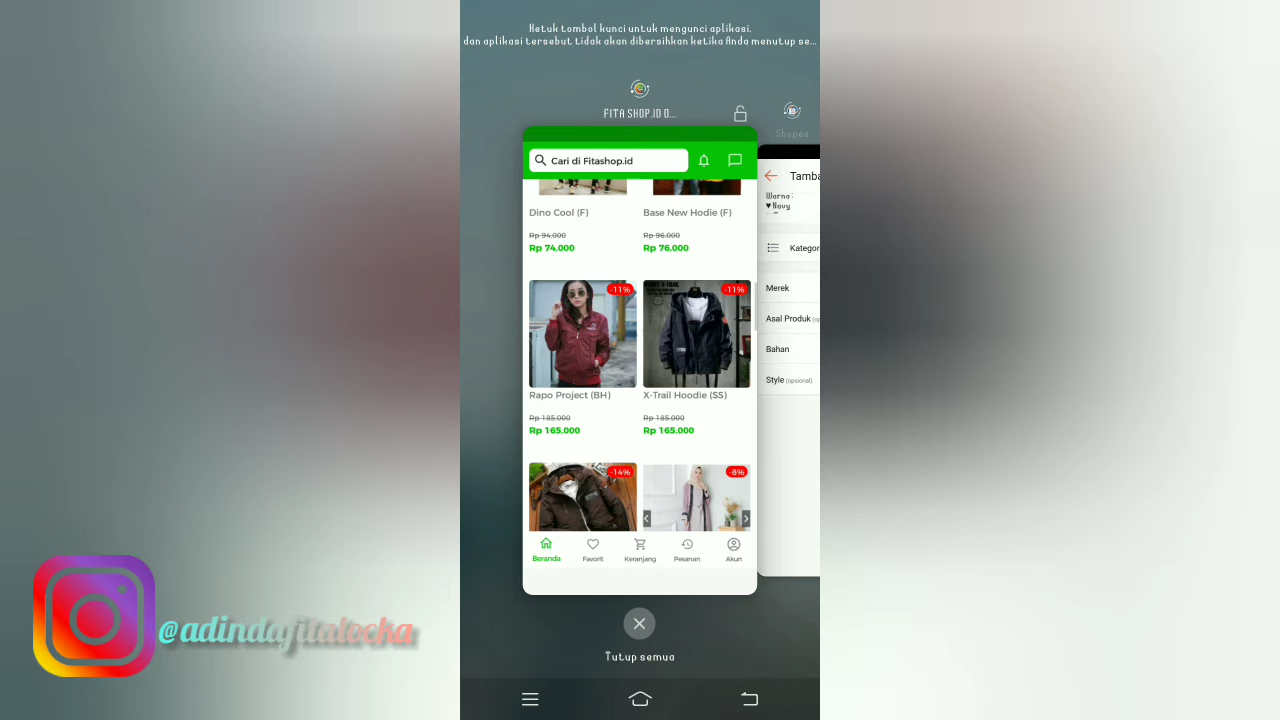 Ketuk tombol kunci untuk mengunci aplikasi.
dan aplikasi tersebut tidak akan dibersihkan ketika Anda menutup se...
FITA SHOP.ID O...
Shopee
Cari di Fitashop.id
Tamba
Warna :
♥ Navy
Dino Cool (F)
Base New Hodie (F)
Rp 94.000
Rp 96.000
Rp 74.000
Rp 76.000
Kategor
-11%
-11%
Merek
Asal Produk (op
Bahan
Style (opsional)
Rapo Project (BH)
X-Trail Hoodie (SS)
Rp 185.000
Rp 185.000
Rp 165.000
Rp 165.000
-14%
-8%
Beranda
Favorit
Keranjang
Pesanan
Akun
@adindafitalocka
Tutup semua